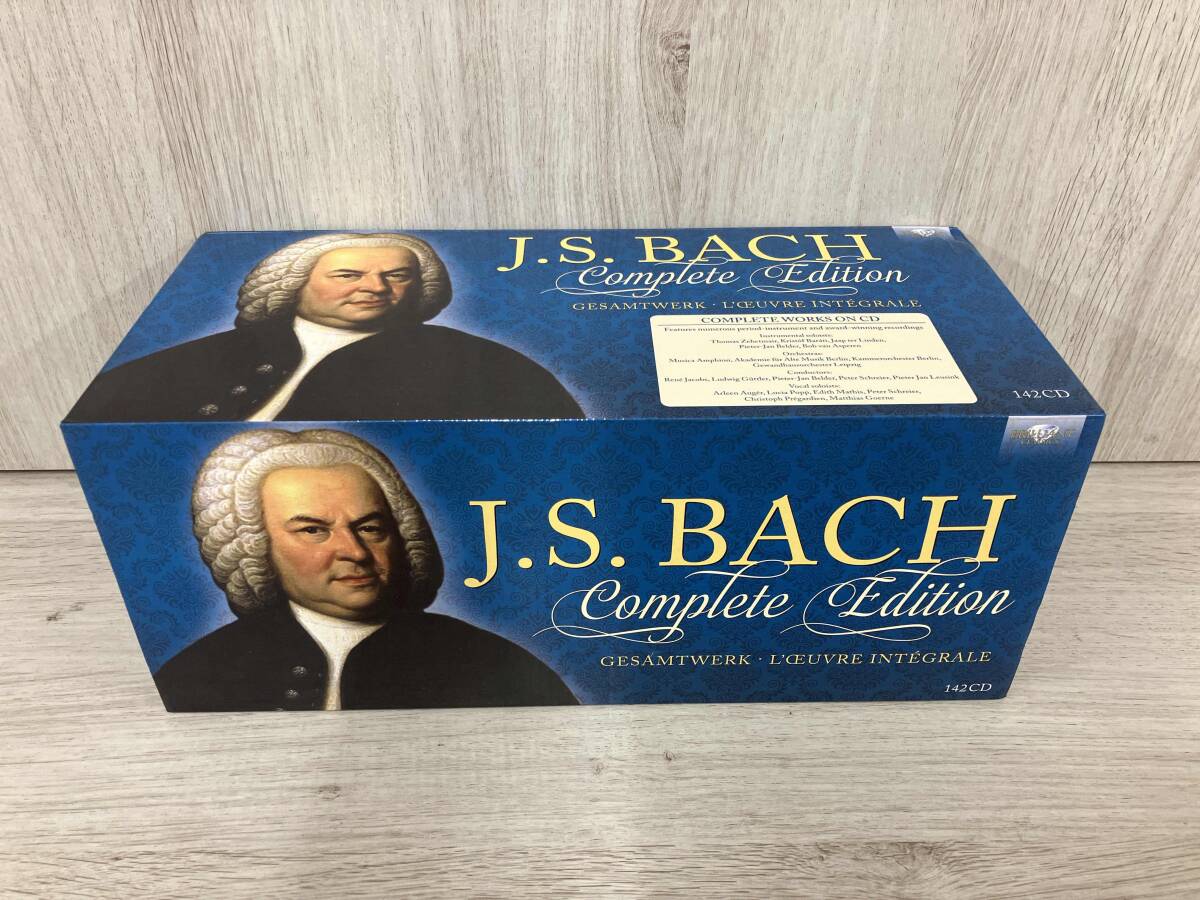 J.S. BACH
Complete Edition
GESAMTWERK · L'ŒUVRE INTÉGRALE
COMPLETE WORKS ON CD
Features numerous period-instrument and award-winning recordings
Instrumental soloists:
Thomas Zehetmair, Kristóf Baráti, Jaap ter Linden,
Pieter-Jan Belder, Bob van Asperen
Orchestras:
Musica Amphion, Akademie für Alte Musik Berlin, Kammerorchester Berlin,
Gewandhausorchester Leipzig
Conductors:
René Jacobs, Ludwig Güttler, Pieter-Jan Belder, Peter Schreier, Pieter Jan Leusink
Vocal soloists:
Arleen Augér, Lucia Popp, Edith Mathis, Peter Schreier,
Christoph Prégardien, Matthias Goerne
142CD
BRILLIANT
CLASSICS
J.S. BACH
Complete Edition
GESAMTWERK · L'ŒUVRE INTÉGRALE
142CD